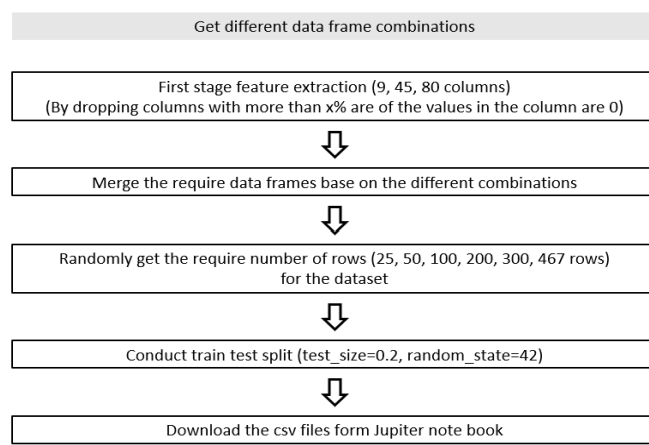 Get different data frame combinations
First stage feature extraction (9, 45, 80 columns)
(By dropping columns with more than x% are of the values in the column are 0)
Merge the require data frames base on the different combinations
Randomly get the require number of rows (25, 50, 100, 200, 300, 467 rows)
for the dataset
Conduct train test split (test_size=0.2, random_state=42)
Download the csv files form Jupiter note book